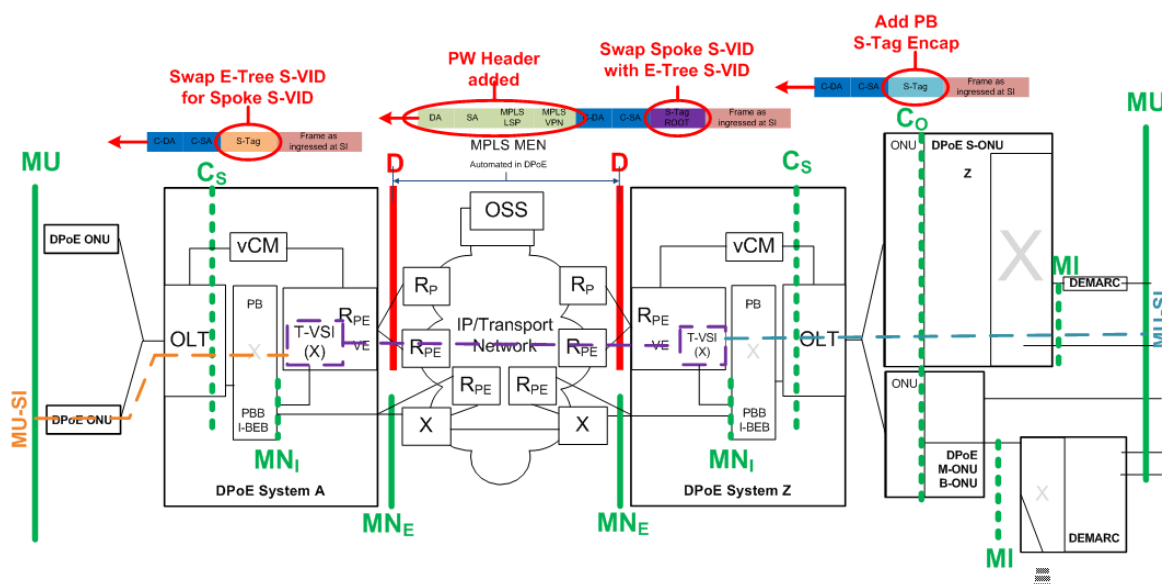 Add PB
S-Tag Encap
Swap E-Tree S-VID
for Spoke S-VID
PW Header
added
Swap Spoke S-VID
with E-Tree S-VID
C-DA C-SA S-Tag Frame as
ingressed at SI
DA SA MPLS
LSP MPLS
VPN C-DA C-SA S-Tag
ROOT Frame as
ingressed at SI
C-DA C-SA S-Tag Frame as
ingressed at SI
MPLS MEN
Automated in DPoE
MU
CS
D
D
CS
CO
MU
ONU
DPoE S-ONU
Z
X
DPoE ONU
vCM
OSS
vCM
MI
DEMARC
OLT
PB
X
PBB
I-BEB
T-VSI
(X)
RPE
VE
RP
RPE
RPE
X
IP/Transport
Network
RP
RPE
RPE
X
RPE
VE
T-VSI
(X)
PB
X
PBB
I-BEB
OLT
MU-SI
DPoE ONU
MU-SI
MNI
MNI
DPoE System A
DPoE System Z
MNE
MNE
ONU
DPoE
M-ONU
B-ONU
MI
X
DEMARC